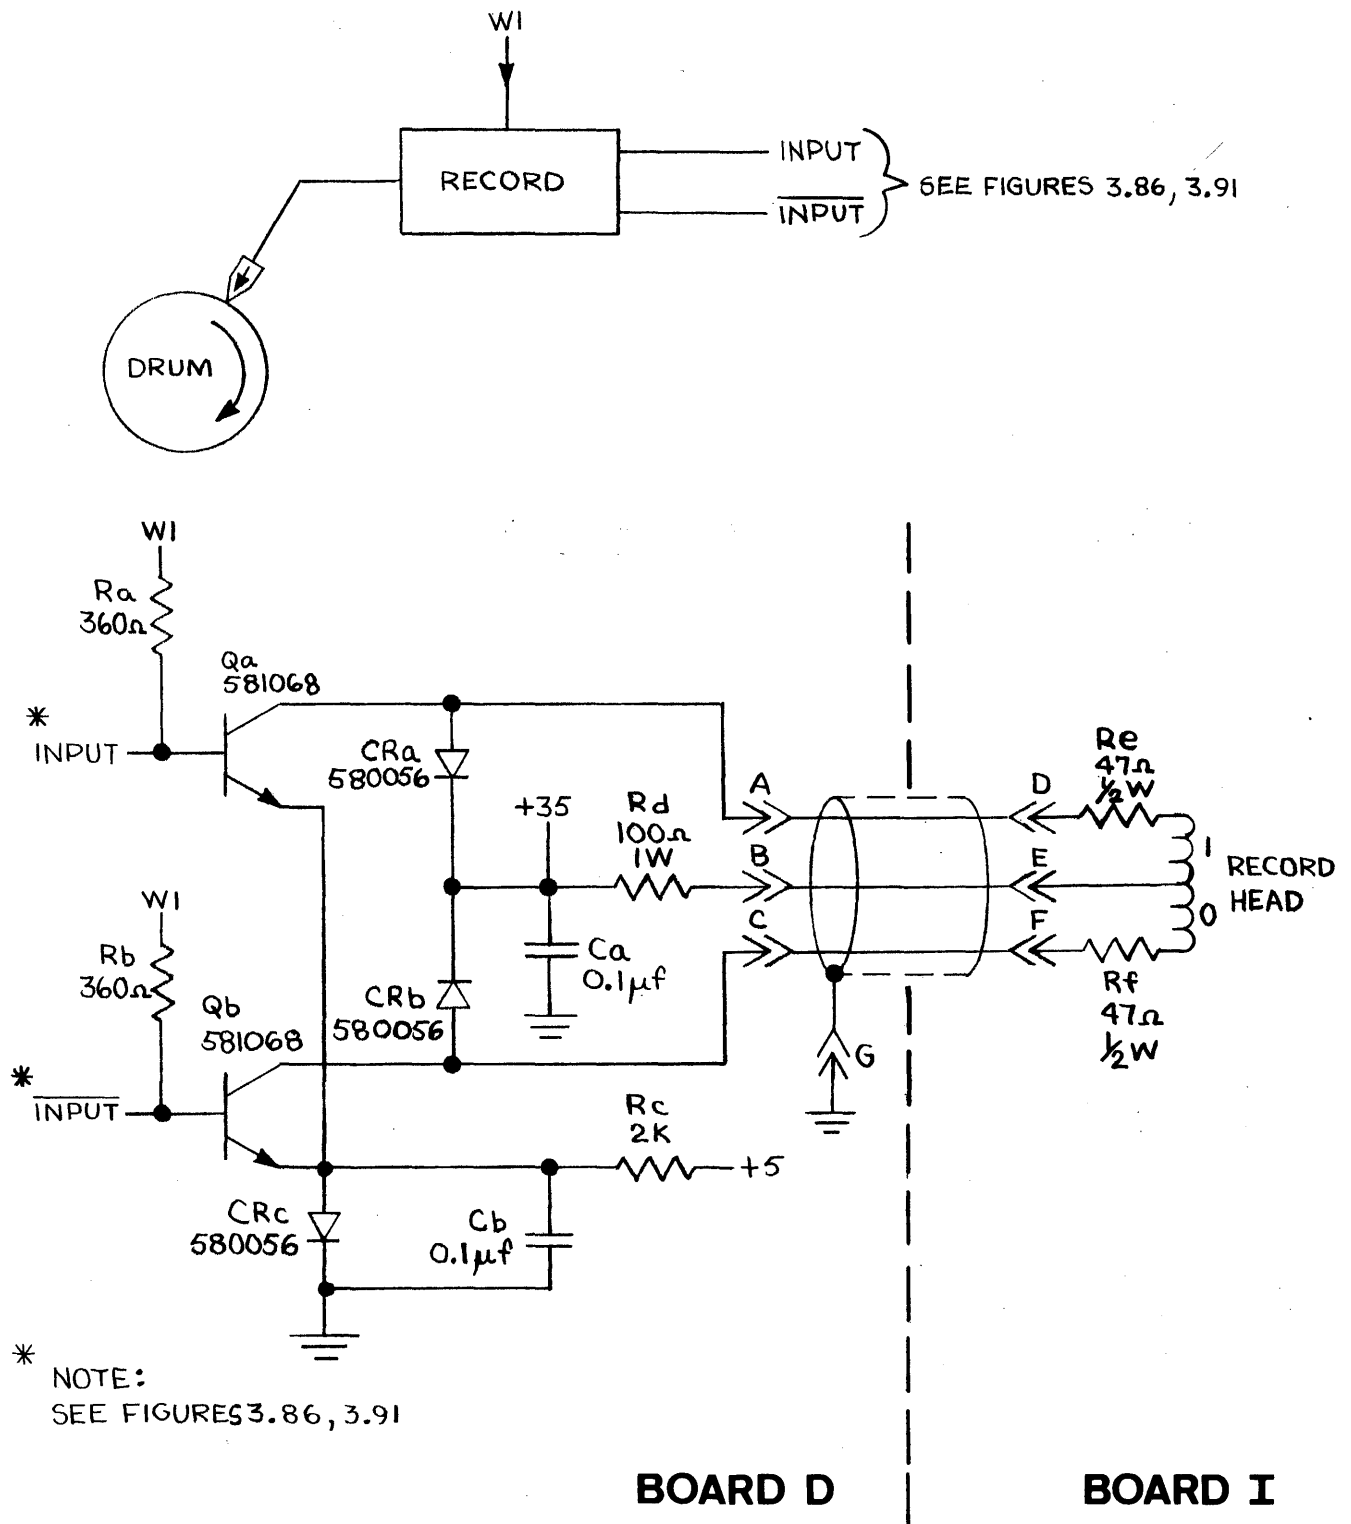 WI
RECORD
INPUT
INPUT
SEE FIGURES 3.86, 3.91
DRUM
WI
Ra
360Ω
Qa
581068
*
INPUT
CRa
580056
+35
Rd
100Ω
1W
A
B
C
D
E
F
Re
47Ω
1/2 W
1
0
RECORD
HEAD
Rf
47Ω
1/2 W
G
Ca
0.1μf
WI
Rb
360Ω
Qb
581068
CRb
580056
*
INPUT
Rc
2K
+5
CRc
580056
Cb
0.1μf
*
NOTE:
SEE FIGURES 3.86, 3.91
BOARD D
BOARD I